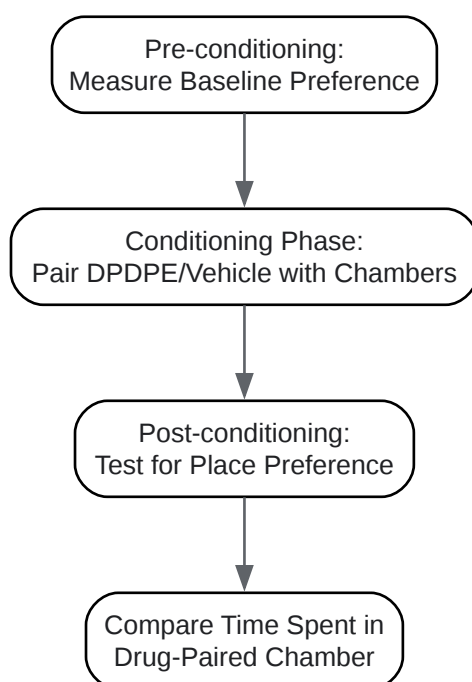 Pre-conditioning:
Measure Baseline Preference
Conditioning Phase:
Pair DPDPE/Vehicle with Chambers
Post-conditioning:
Test for Place Preference
Compare Time Spent in
Drug-Paired Chamber